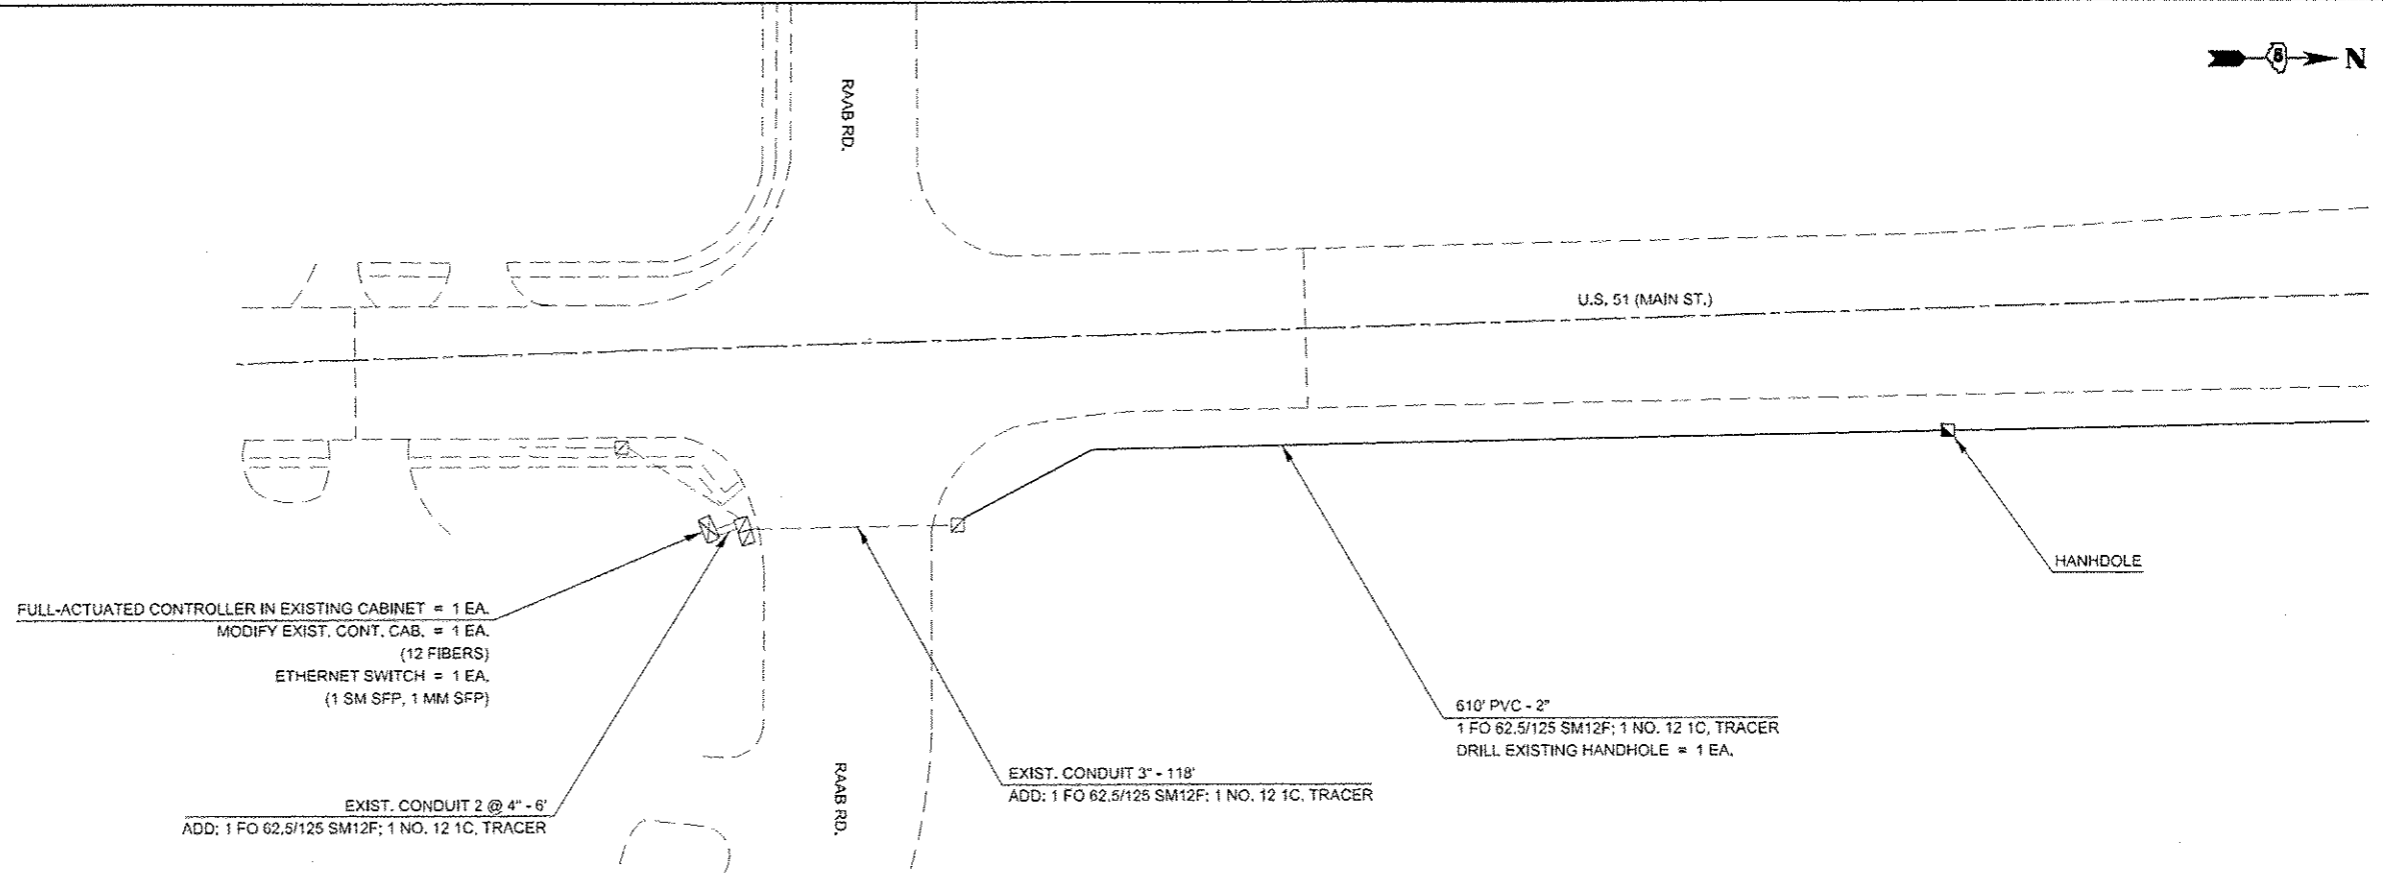 N
RAAB RD.
U.S. 51 (MAIN ST.)
HANHDOLE
FULL-ACTUATED CONTROLLER IN EXISTING CABINET = 1 EA.
MODIFY EXIST. CONT. CAB. = 1 EA.
(12 FIBERS)
ETHERNET SWITCH = 1 EA.
(1 SM SFP, 1 MM SFP)
610' PVC - 2"
1 FO 62.5/125 SM12F; 1 NO. 12 1C, TRACER
DRILL EXISTING HANDHOLE = 1 EA.
EXIST. CONDUIT 3" - 118'
ADD: 1 FO 62.5/125 SM12F; 1 NO. 12 1C, TRACER
RAAB RD.
EXIST. CONDUIT 2 @ 4" - 6'
ADD: 1 FO 62.5/125 SM12F; 1 NO. 12 1C, TRACER